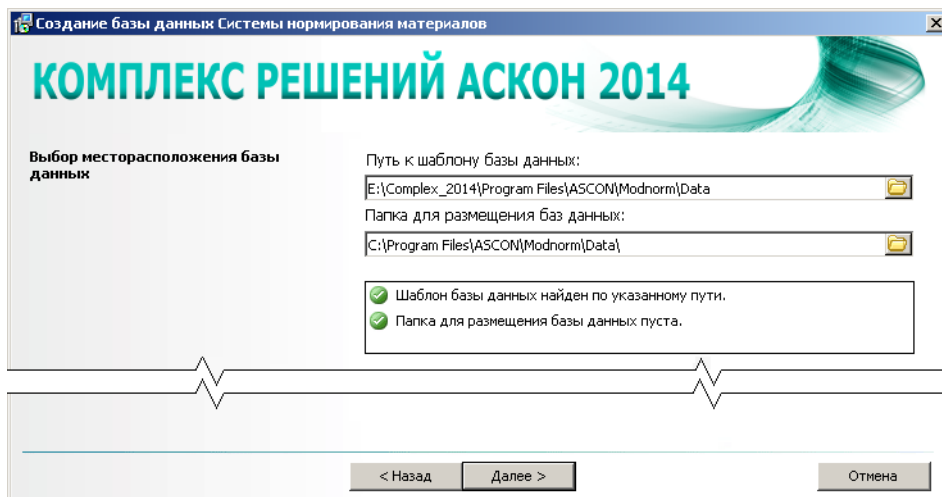 Создание базы данных Системы нормирования материалов
КОМПЛЕКС РЕШЕНИЙ АСКОН 2014
Выбор месторасположения базы
данных
Путь к шаблону базы данных:
E:\Complex_2014\Program Files\ASCON\Modnorm\Data
Папка для размещения баз данных:
C:\Program Files\ASCON\Modnorm\Data\
Шаблон базы данных найден по указанному пути.
Папка для размещения базы данных пуста.
< Назад
Далее >
Отмена